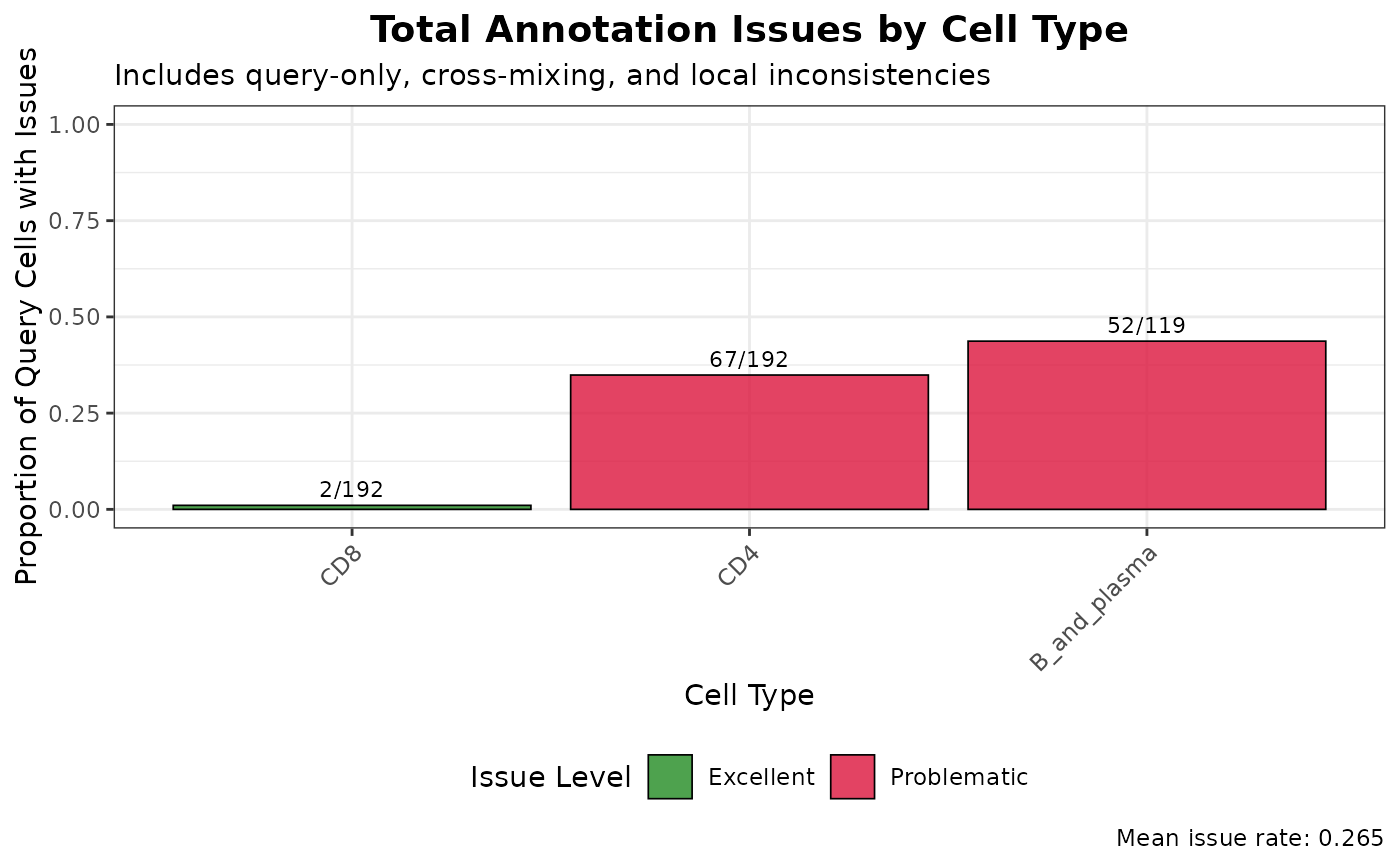 Total Annotation Issues by Cell Type
Includes query-only, cross-mixing, and local inconsistencies
Proportion of Query Cells with Issues
1.00
0.75
0.50
0.25
0.00
2/192
67/192
52/119
CD8
CD4
B_and_plasma
Cell Type
Issue Level
Excellent
Problematic
Mean issue rate: 0.265